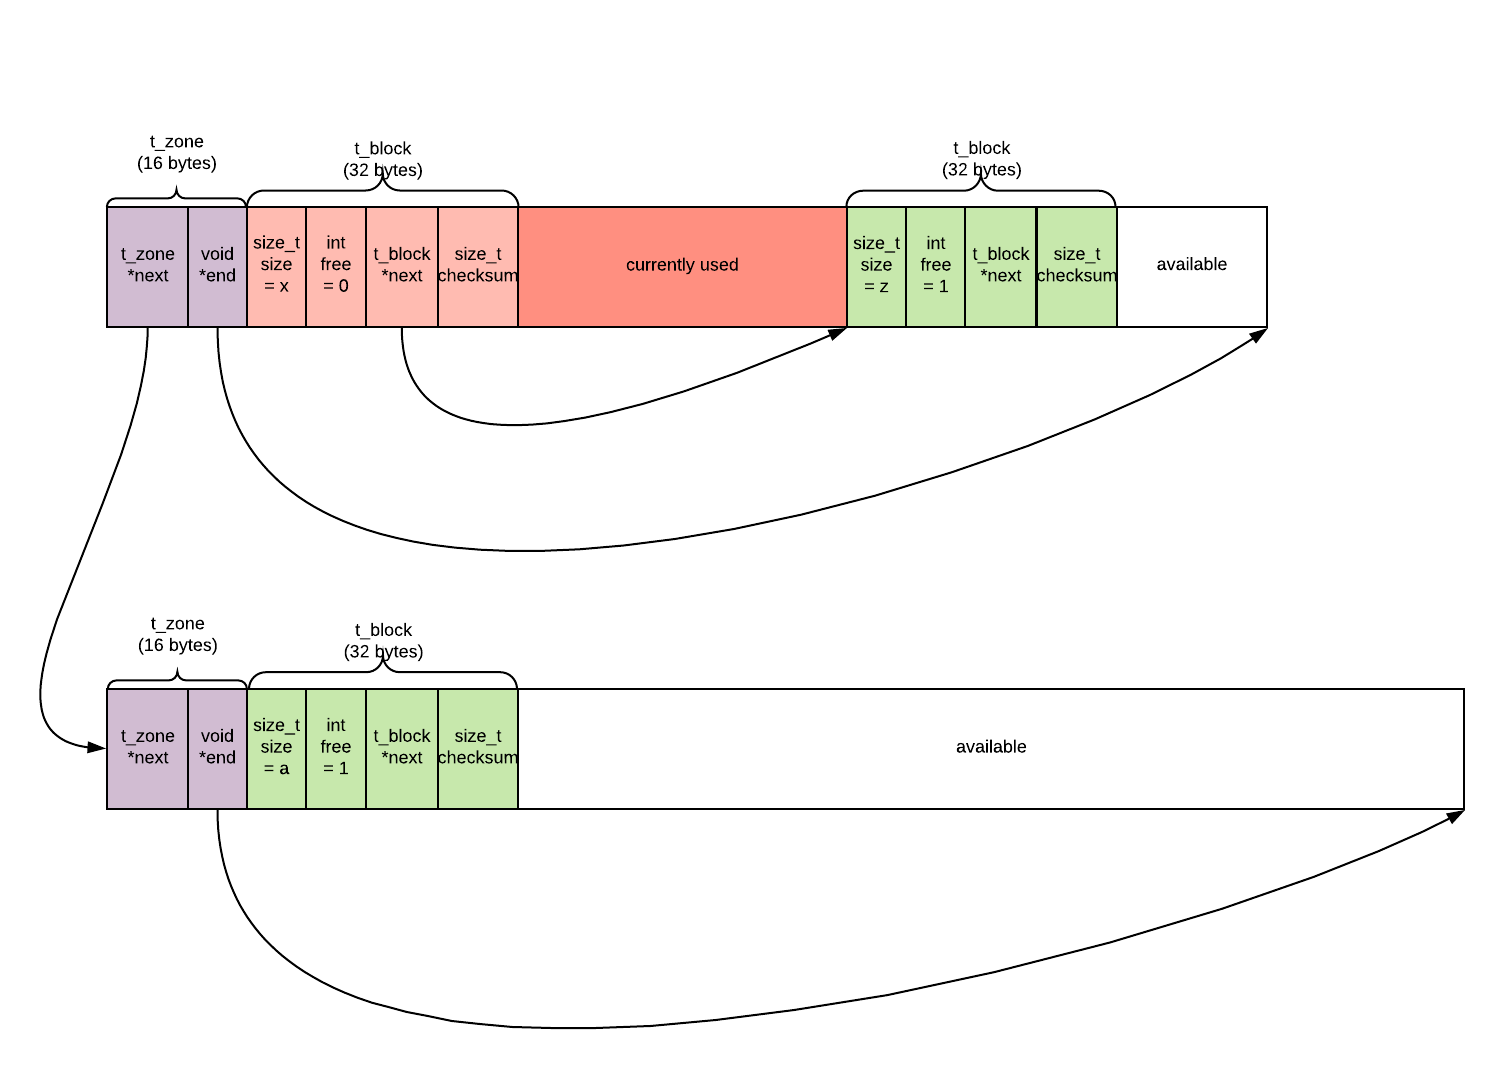 t_zone
(16 bytes)
t_block
(32 bytes)
t_block
(32 bytes)
t_zone
*next
void
*end
size_t
size
= x
int
free
= 0
t_block
*next
size_t
checksum
currently used
size_t
size
= z
int
free
= 1
t_block
*next
size_t
checksum
available
t_zone
(16 bytes)
t_block
(32 bytes)
t_zone
*next
void
*end
size_t
size
= a
int
free
= 1
t_block
*next
size_t
checksum
available